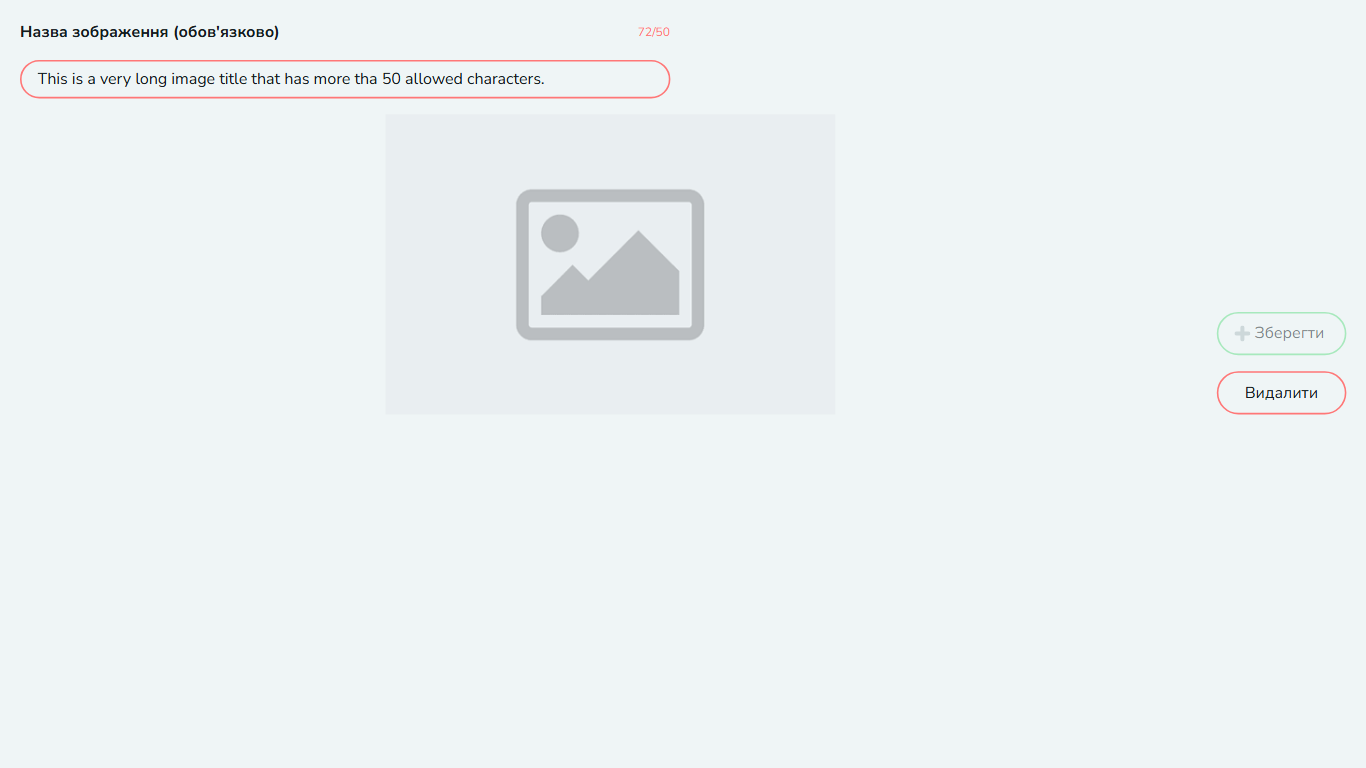 Назва зображення (обов'язково)
72/50
This is a very long image title that has more tha 50 allowed characters.
Зберегти
Видалити